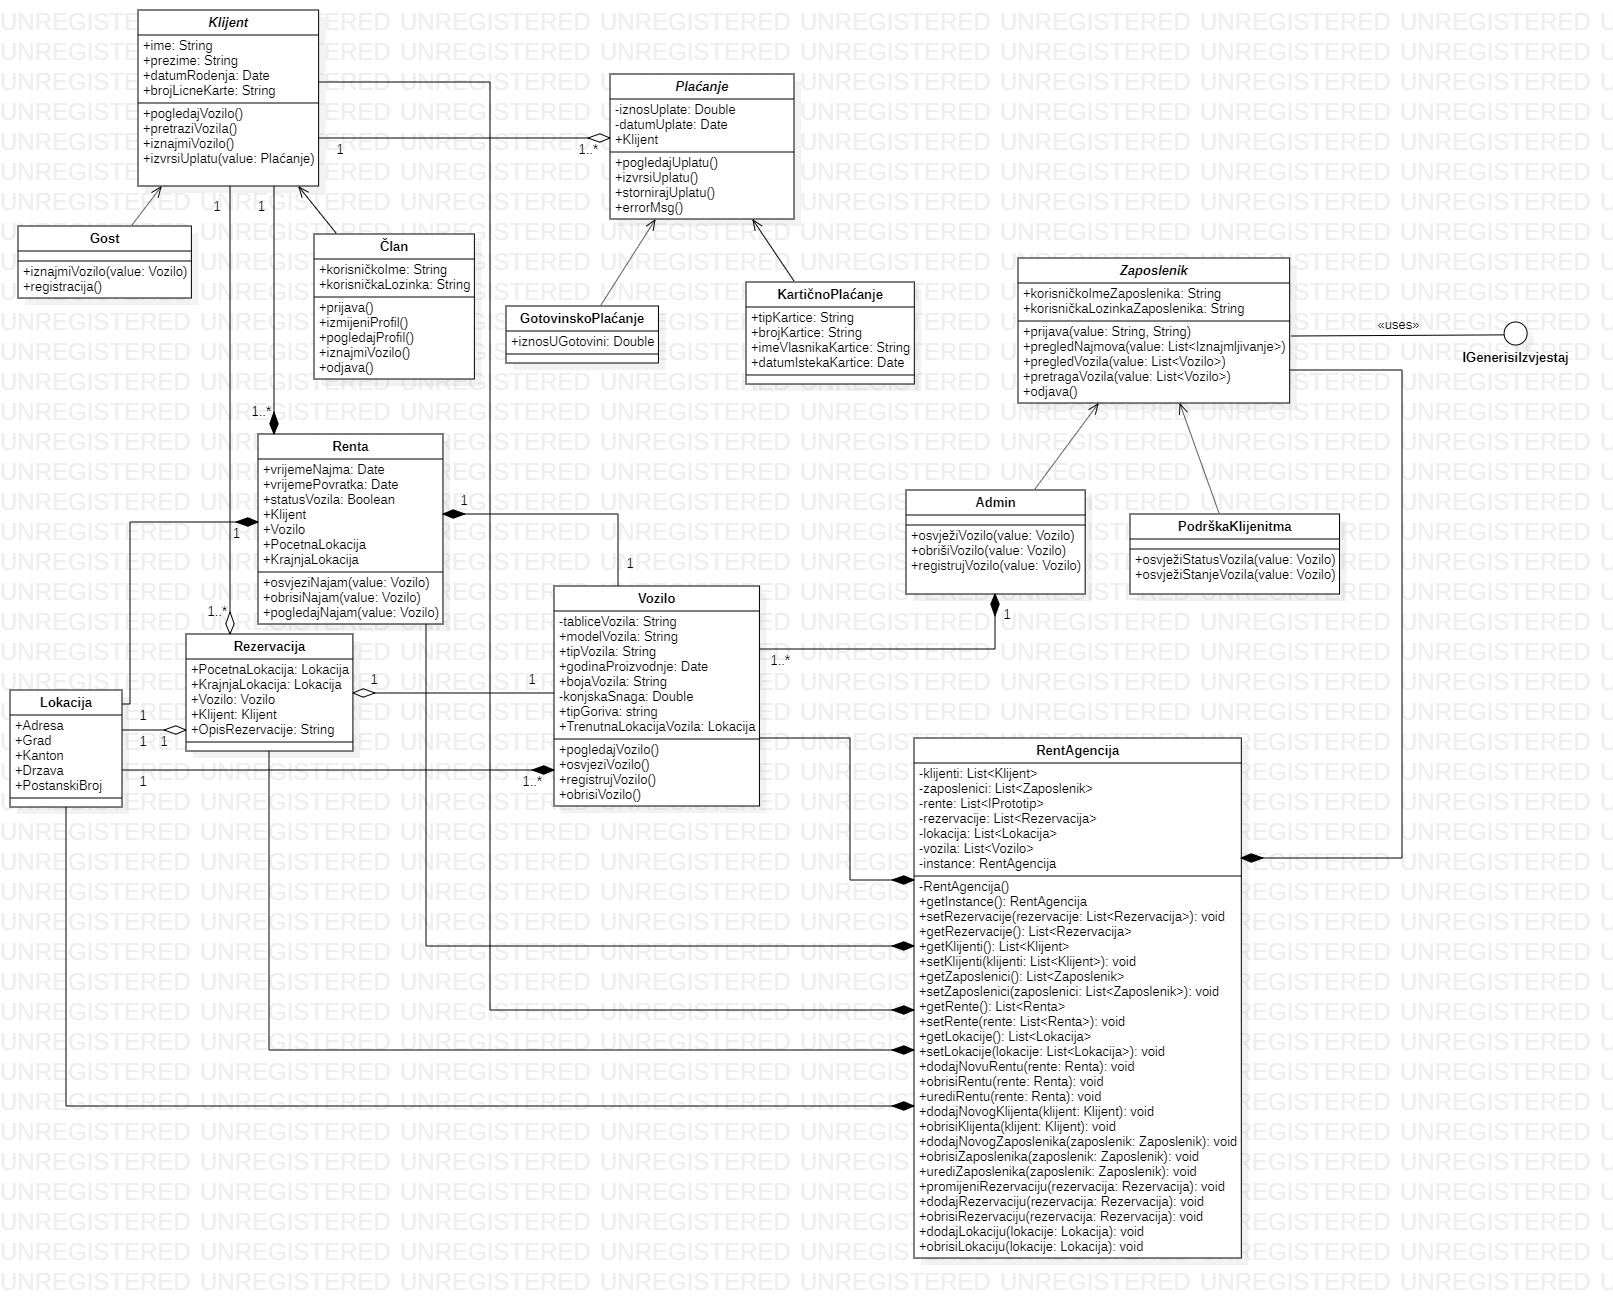 Klijent
+ime: String
+prezime: String
+datumRodenja: Date
+brojLicneKarte: String
+pogledajVozilo()
+pretraziVozila()
+iznajmiVozilo()
+izvrsiUplatu(value: Plaćanje)
Plaćanje
-iznosUplate: Double
-datumUplate: Date
+Klijent
+pogledajUplatu()
+izvrsiUplatu()
+stornirajUplatu()
+errorMsg()
1
1..*
1
1
Gost
+iznajmiVozilo(value: Vozilo)
+registracija()
Član
+korisničkoIme: String
+korisničkaLozinka: String
+prijava()
+izmijeniProfil()
+pogledajProfil()
+iznajmiVozilo()
+odjava()
GotovinskoPlaćanje
+iznosUGotovini: Double
KartičnoPlaćanje
+tipKartice: String
+brojKartice: String
+imeVlasnikaKartice: String
+datumIstekaKartice: Date
Zaposlenik
+korisničkoImeZaposlenika: String
+korisničkaLozinkaZaposlenika: String
+prijava(value: String, String)
+pregledNajmova(value: List<Iznajmljivanje>)
+pregledVozila(value: List<Vozilo>)
+pretragaVozila(value: List<Vozilo>)
+odjava()
«uses»
IGenerisiIzvjestaj
1..*
Renta
+vrijemeNajma: Date
+vrijemePovratka: Date
+statusVozila: Boolean
+Klijent
+Vozilo
+PocetnaLokacija
+KrajnjaLokacija
+osvjeziNajam(value: Vozilo)
+obrisiNajam(value: Vozilo)
+pogledajNajam(value: Vozilo)
1
1
1
Admin
+osvježiVozilo(value: Vozilo)
+obrišiVozilo(value: Vozilo)
+registrujVozilo(value: Vozilo)
PodrškaKlijenitma
+osvježiStatusVozila(value: Vozilo)
+osvježiStanjeVozila(value: Vozilo)
1
1..*
1..*
Rezervacija
+PocetnaLokacija: Lokacija
+KrajnjaLokacija: Lokacija
+Vozilo: Vozilo
+Klijent: Klijent
+OpisRezervacije: String
1
1
Vozilo
-tabliceVozila: String
+modelVozila: String
+tipVozila: String
+godinaProizvodnje: Date
+bojaVozila: String
-konjskaSnaga: Double
+tipGoriva: string
+TrenutnaLokacijaVozila: Lokacija
+pogledajVozilo()
+osvjeziVozilo()
+registrujVozilo()
+obrisiVozilo()
Lokacija
+Adresa
+Grad
+Kanton
+Drzava
+PostanskiBroj
1
1
1
1
1..*
RentAgencija
-klijenti: List<Klijent>
-zaposlenici: List<Zaposlenik>
-rente: List<IPrototip>
-rezervacije: List<Rezervacija>
-lokacija: List<Lokacija>
-vozila: List<Vozilo>
-instance: RentAgencija
-RentAgencija()
+getInstance(): RentAgencija
+setRezervacije(rezervacije: List<Rezervacija>): void
+getRezervacije(): List<Rezervacija>
+getKlijenti(): List<Klijent>
+setKlijenti(klijenti: List<Klijent>): void
+getZaposlenici(): List<Zaposlenik>
+setZaposlenici(zaposlenici: List<Zaposlenik>): void
+getRente(): List<Renta>
+setRente(rente: List<Renta>): void
+getLokacije(): List<Lokacija>
+setLokacije(lokacije: List<Lokacija>): void
+dodajNovuRentu(rente: Renta): void
+obrisiRentu(rente: Renta): void
+urediRentu(rente: Renta): void
+dodajNovogKlijenta(klijent: Klijent): void
+obrisiKlijenta(klijent: Klijent): void
+dodajNovogZaposlenika(zaposlenik: Zaposlenik): void
+obrisiZaposlenika(zaposlenik: Zaposlenik): void
+urediZaposlenika(zaposlenik: Zaposlenik): void
+promijeniRezervaciju(rezervacija: Rezervacija): void
+dodajRezervaciju(rezervacija: Rezervacija): void
+obrisiRezervaciju(rezervacija: Rezervacija): void
+dodajLokaciju(lokacije: Lokacija): void
+obrisiLokaciju(lokacije: Lokacija): void
UNREGISTERED